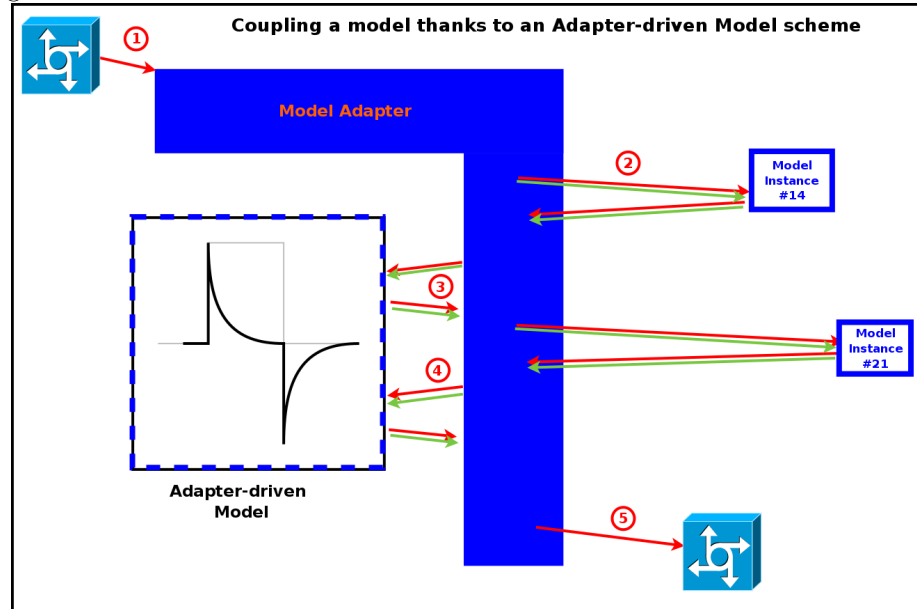 Coupling a model thanks to an Adapter-driven Model scheme
1
Model Adapter
2
Model
Instance
#14
3
Model
Instance
#21
4
Adapter-driven
Model
5